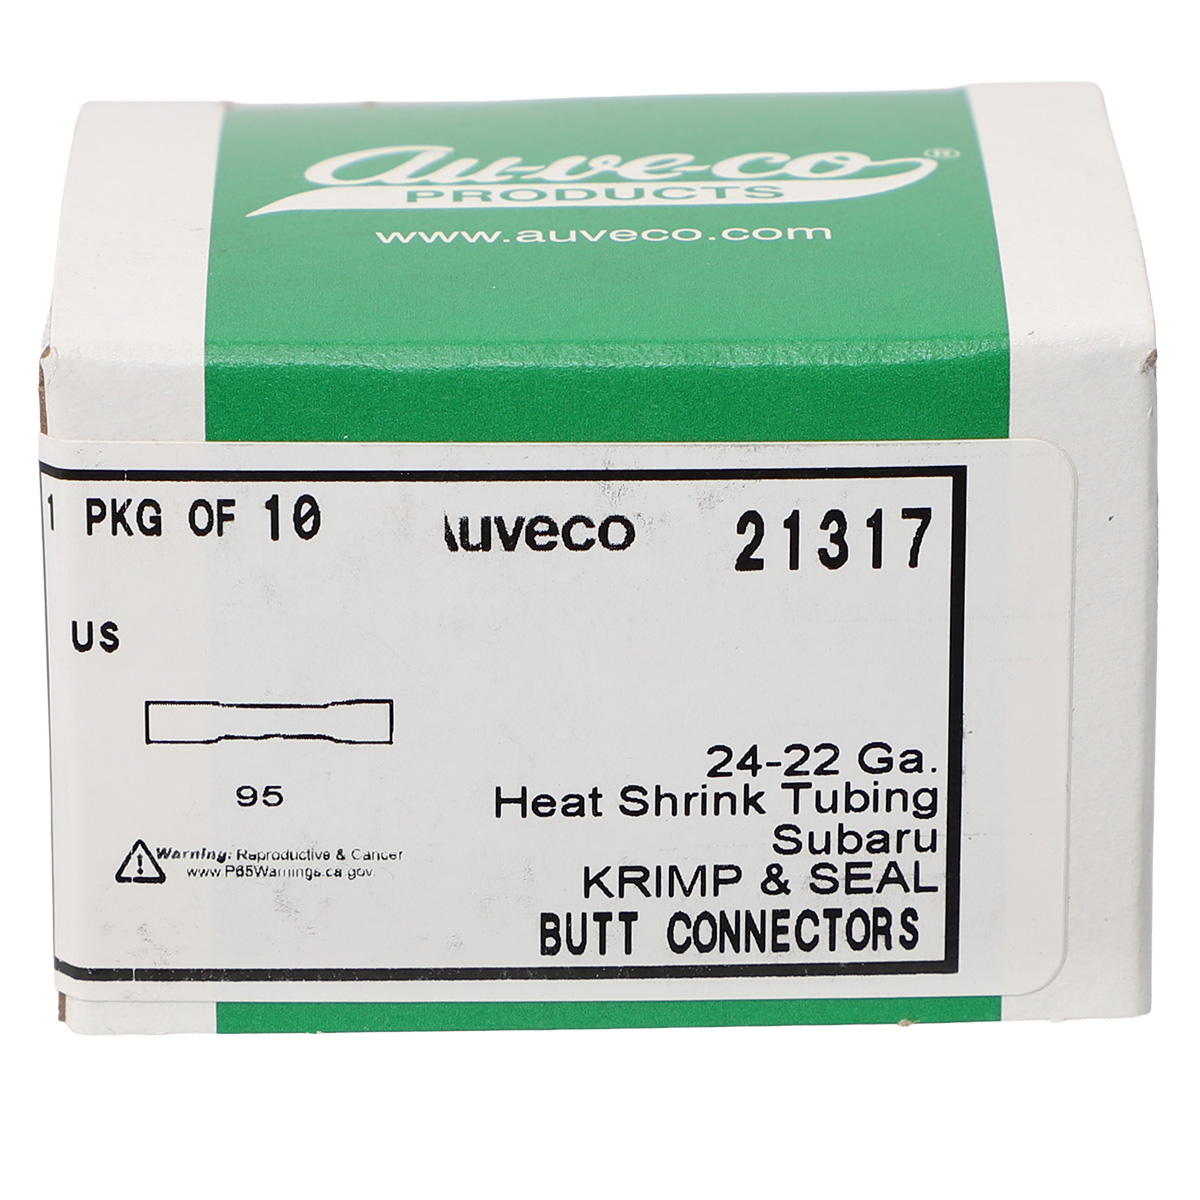 au-ve-co®
PRODUCTS
www.auveco.com
1 PKG OF 10
auveco
21317
US
24-22 Ga.
Heat Shrink Tubing
95
Subaru
Warning: Reproductive & Cancer
www.P65Warnings.ca.gov
KRIMP & SEAL
BUTT CONNECTORS